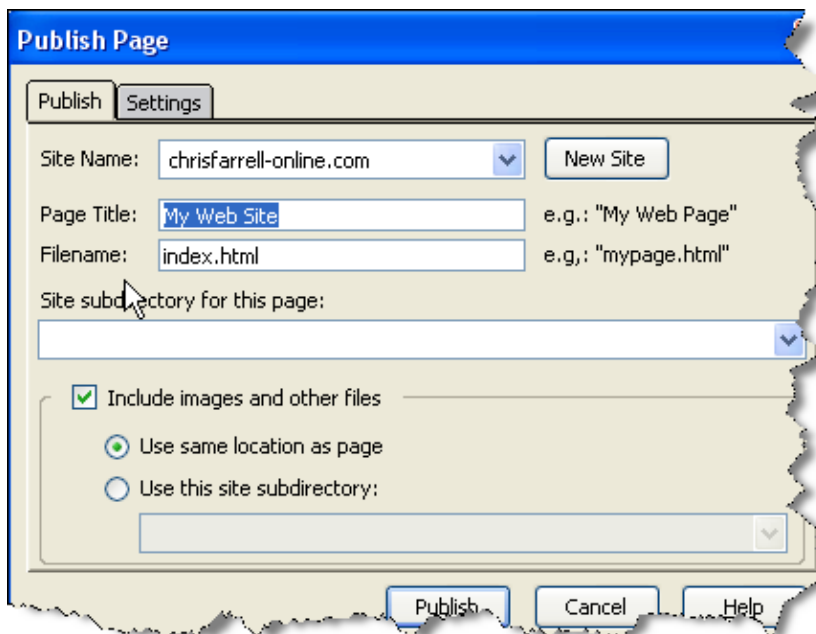 Publish Page
Publish Settings
Site Name: chrisfarrell-online.com New Site
Page Title: My Web Site e.g.: "My Web Page"
Filename: index.html e.g,: "mypage.html"
Site subdirectory for this page:
Include images and other files
Use same location as page
Use this site subdirectory:
Publish Cancel Help